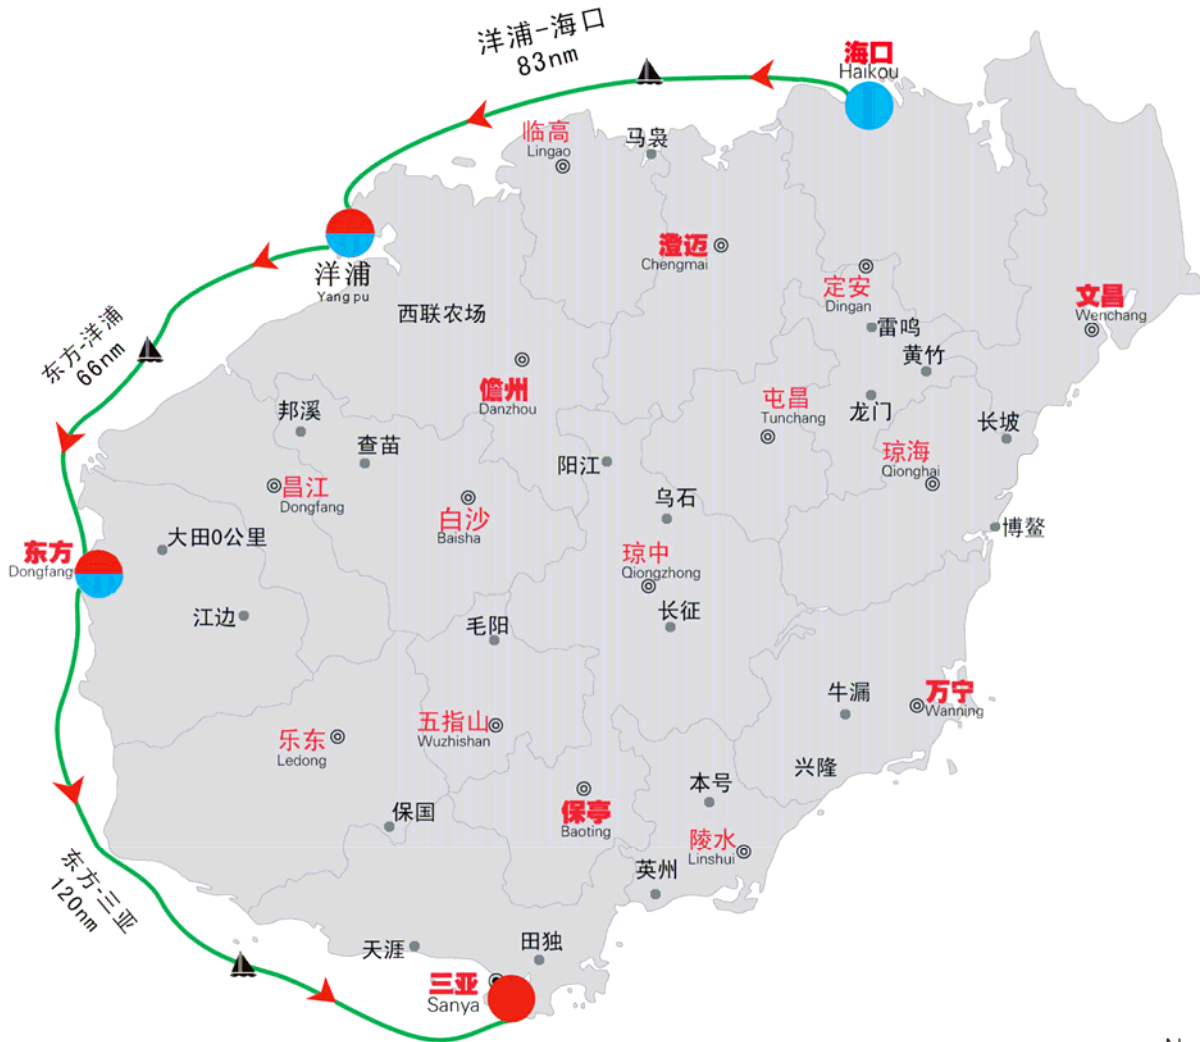 洋浦-海口
83nm
海口
Haikou
临高
Lingao
马袅
澄迈
Chengmai
洋浦
Yang pu
定安
Dingan
文昌
Wenchang
西联农场
雷鸣
东方-洋浦
66nm
黄竹
儋州
Danzhou
屯昌
Tunchang
龙门
邦溪
长坡
查苗
琼海
Qionghai
阳江
昌江
Dongfang
乌石
白沙
Baisha
大田0公里
博鳌
东方
Dongfang
琼中
Qiongzhong
江边
长征
毛阳
牛漏
万宁
Wanning
五指山
Wuzhishan
乐东
Ledong
兴隆
本号
保国
保亭
Baoting
陵水
Linshui
英州
东方-三亚
120nm
天涯
田独
三亚
Sanya